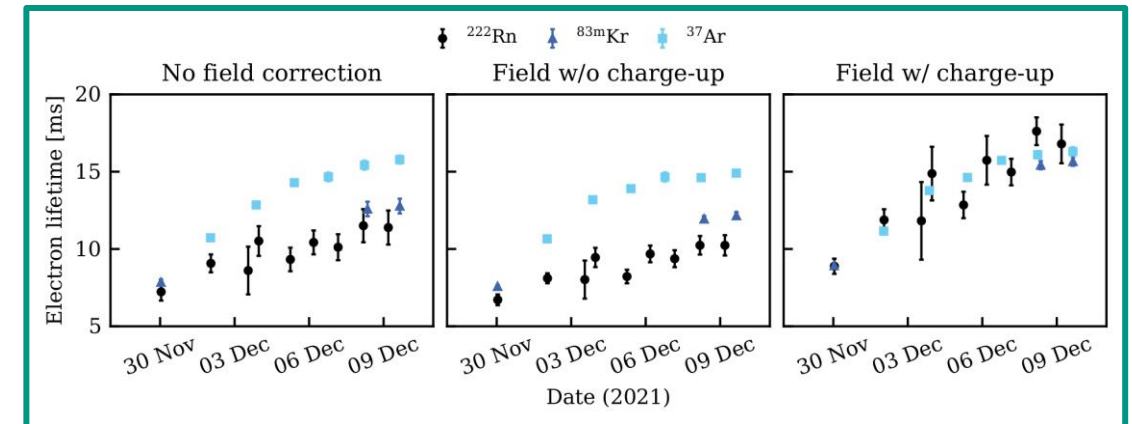 ²²²Rn ⁸³ᵐKr ³⁷Ar
No field correction Field w/o charge-up Field w/ charge-up
Electron lifetime [ms]
20
15
10
5
30 Nov 03 Dec 06 Dec 09 Dec 30 Nov 03 Dec 06 Dec 09 Dec 30 Nov 03 Dec 06 Dec 09 Dec
Date (2021)